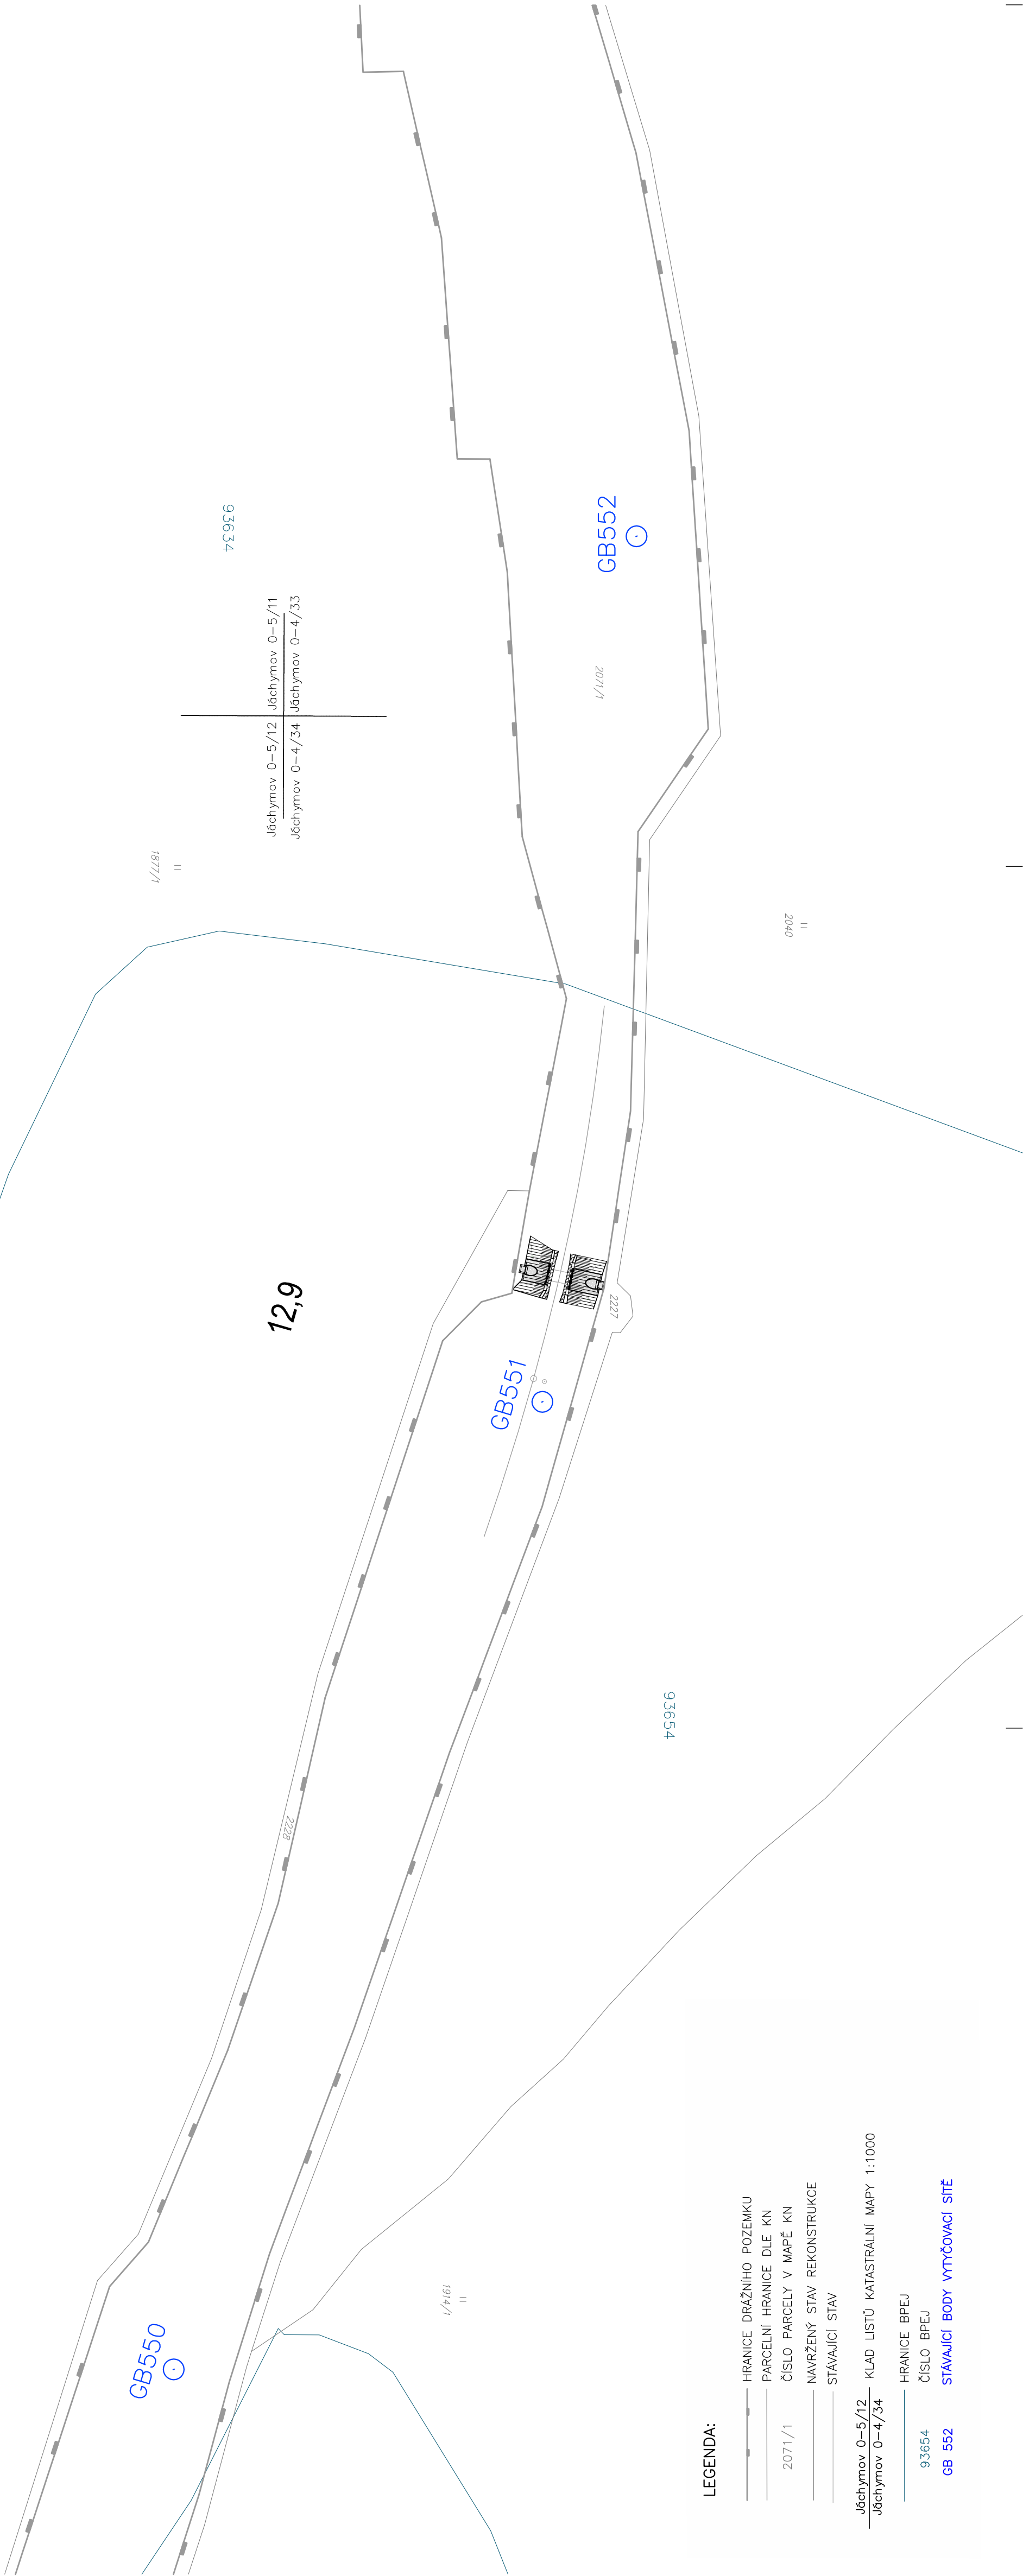 93634
GB552
Jáchymov 0-5/12 Jáchymov 0-5/11
Jáchymov 0-4/34 Jáchymov 0-4/33
2071/1
1877/1
2040
12,9
2227
GB551
93654
2228
1914/1
GB550
LEGENDA:
HRANICE DRÁŽNÍHO POZEMKU
PARCELNÍ HRANICE DLE KN
2071/1 ČÍSLO PARCELY V MAPĚ KN
NAVRŽENÝ STAV REKONSTRUKCE
STÁVAJÍCÍ STAV
Jáchymov 0-5/12
Jáchymov 0-4/34
KLAD LISTŮ KATASTRÁLNÍ MAPY 1:1000
HRANICE BPEJ
93654 ČÍSLO BPEJ
GB 552 STÁVAJÍCÍ BODY VYTYČOVACÍ SÍTĚ